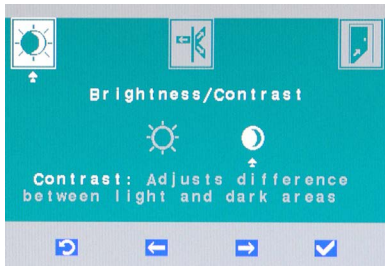 Brightness/Contrast
Contrast: Adjusts difference
between light and dark areas